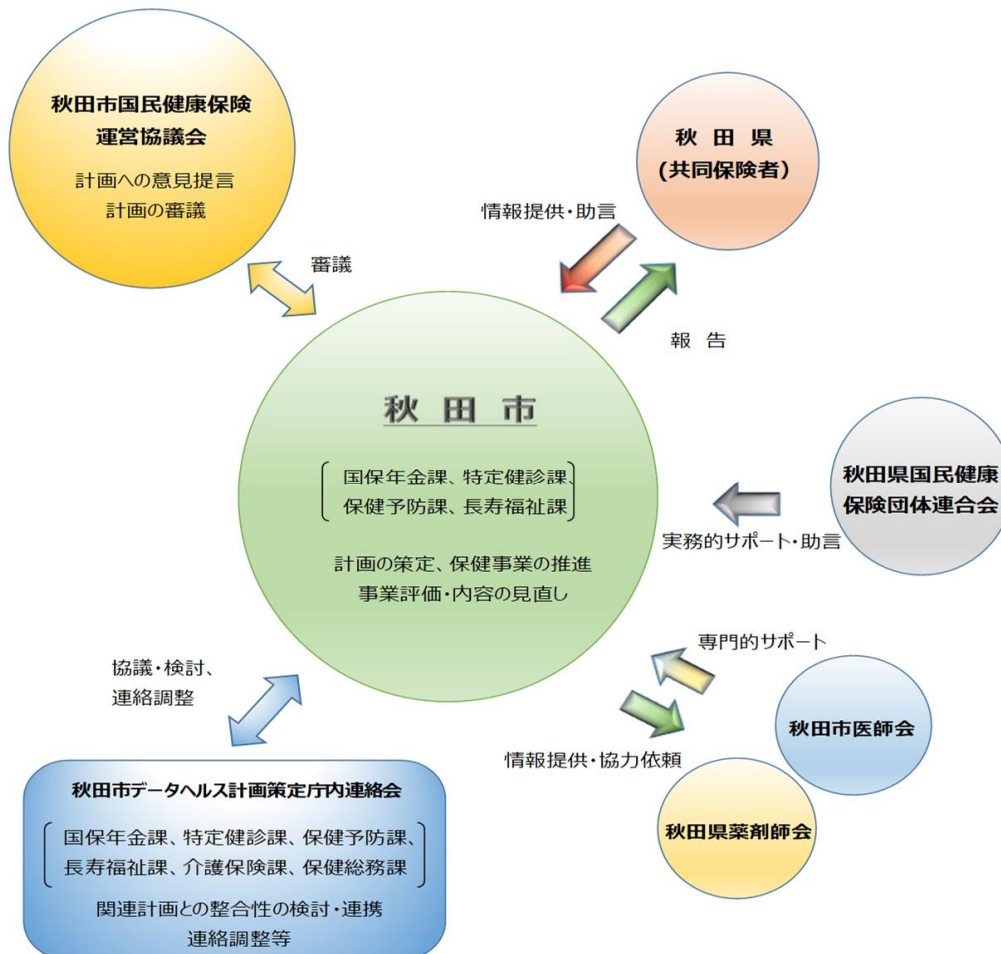 秋田市国民健康保険
運営協議会
計画への意見提言
計画の審議
秋 田 県
(共同保険者)
情報提供・助言
審議
報 告
秋 田 市
国保年金課、特定健診課、
保健予防課、長寿福祉課
計画の策定、保健事業の推進
事業評価・内容の見直し
秋田県国民健康
保険団体連合会
実務的サポート・助言
専門的サポート
協議・検討、
連絡調整
情報提供・協力依頼
秋田市医師会
秋田県薬剤師会
秋田市データヘルス計画策定庁内連絡会
国保年金課、特定健診課、保健予防課、
長寿福祉課、介護保険課、保健総務課
関連計画との整合性の検討・連携
連絡調整等